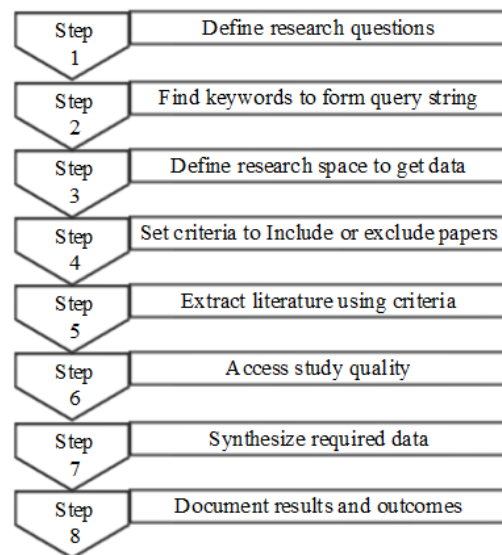 Step
1
Define research questions
Step
2
Find keywords to form query string
Step
3
Define research space to get data
Step
4
Set criteria to Include or exclude papers
Step
5
Extract literature using criteria
Step
6
Access study quality
Step
7
Synthesize required data
Step
8
Document results and outcomes